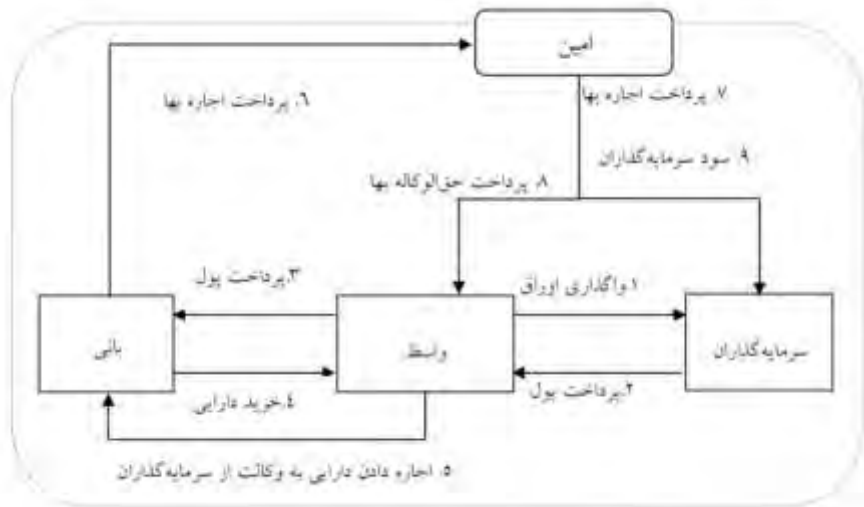 امین
۶. پرداخت اجاره بها
۷. پرداخت اجاره بها
۹. سود سرمایه‌گذاران
۸. پرداخت حق‌الوکاله بها
۳.پرداخت پول
۱.واگذاری اوراق
بانی
واسط
سرمایه‌گذاران
۴.خرید دارایی
۲.پرداخت پول
۵. اجاره دادن دارایی به وکالت از سرمایه‌گذاران